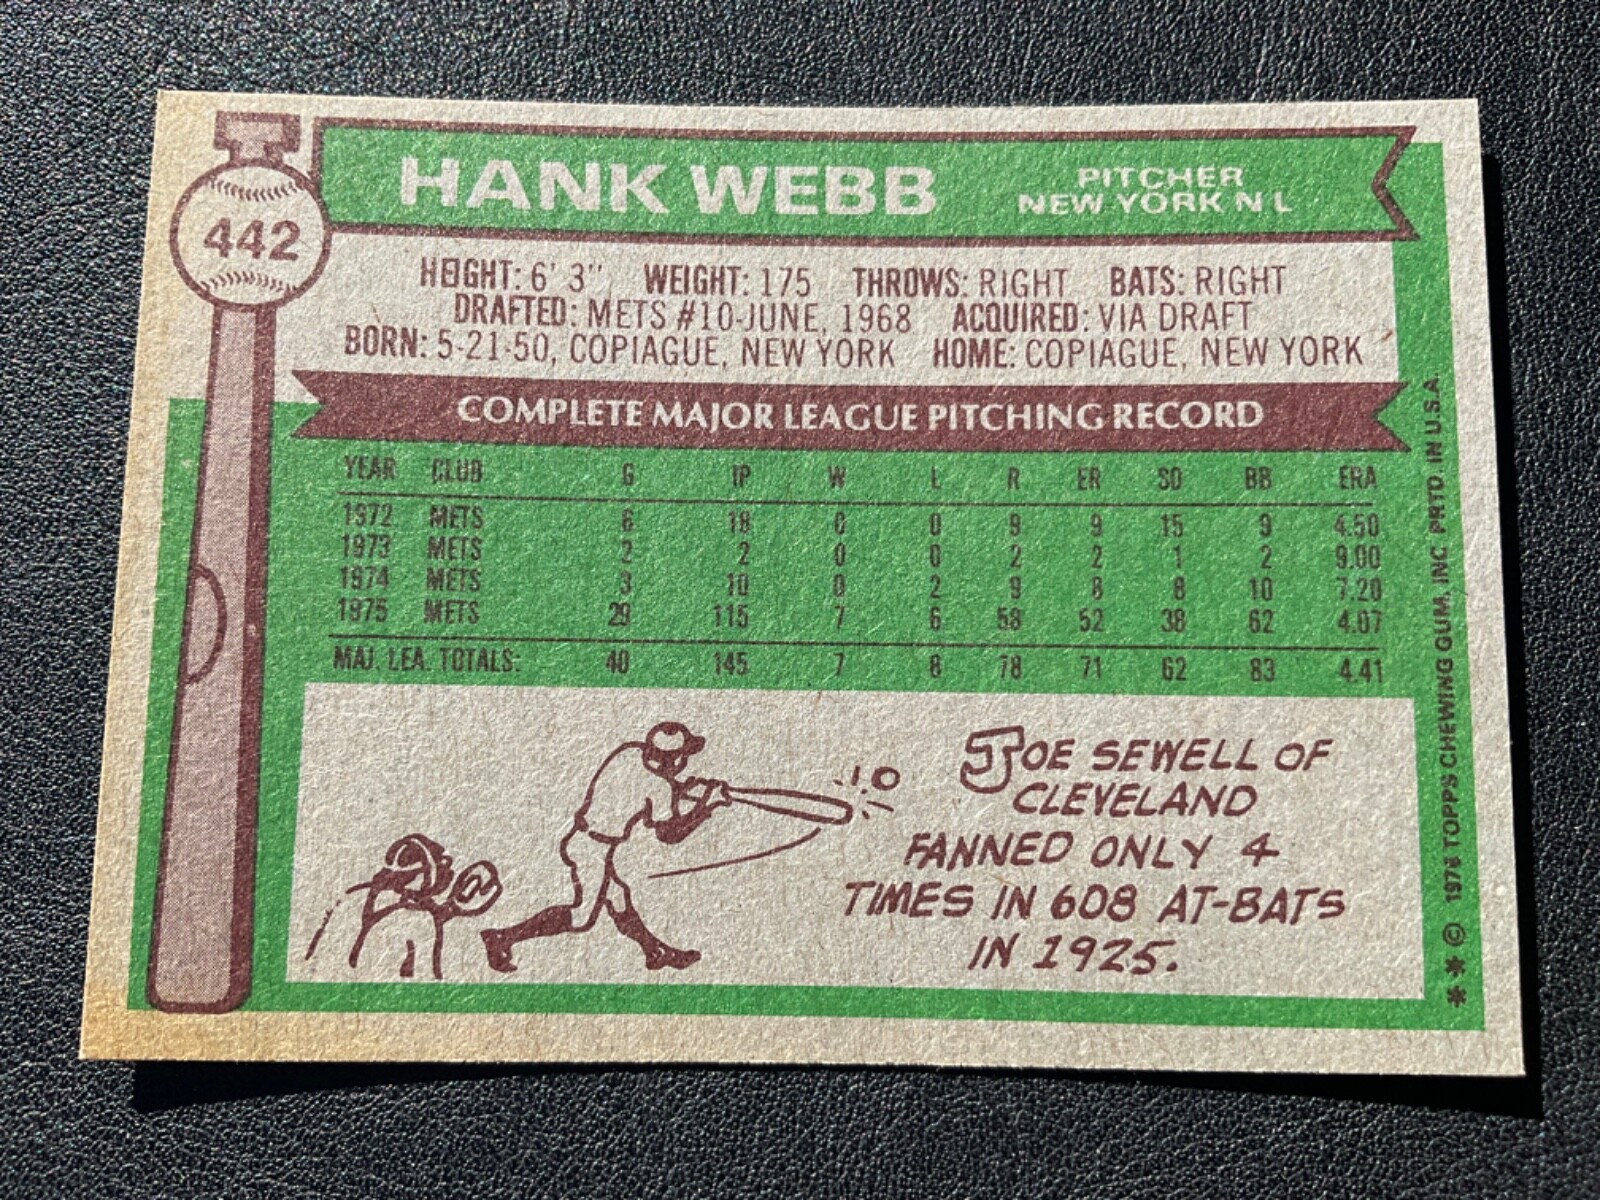 HANK WEBB
PITCHER
NEW YORK N L
442
HEIGHT: 6' 3" WEIGHT: 175 THROWS: RIGHT BATS: RIGHT
DRAFTED: METS #10-JUNE, 1968 ACQUIRED: VIA DRAFT
BORN: 5-21-50, COPIAGUE, NEW YORK HOME: COPIAGUE, NEW YORK
COMPLETE MAJOR LEAGUE PITCHING RECORD
YEAR CLUB G IP W L R ER SO BB ERA
1972 METS 6 18 0 0 9 9 15 9 4.50
1973 METS 2 2 0 0 2 2 1 2 9.00
1974 METS 3 10 0 2 9 8 8 10 7.20
1975 METS 29 115 7 6 58 52 38 62 4.07
MAJ. LEA. TOTALS: 40 145 7 8 78 71 62 83 4.41
JOE SEWELL OF
CLEVELAND
FANNED ONLY 4
TIMES IN 608 AT-BATS
IN 1925.
** © 1976 TOPPS CHEWING GUM, INC PRTD. IN U.S.A.